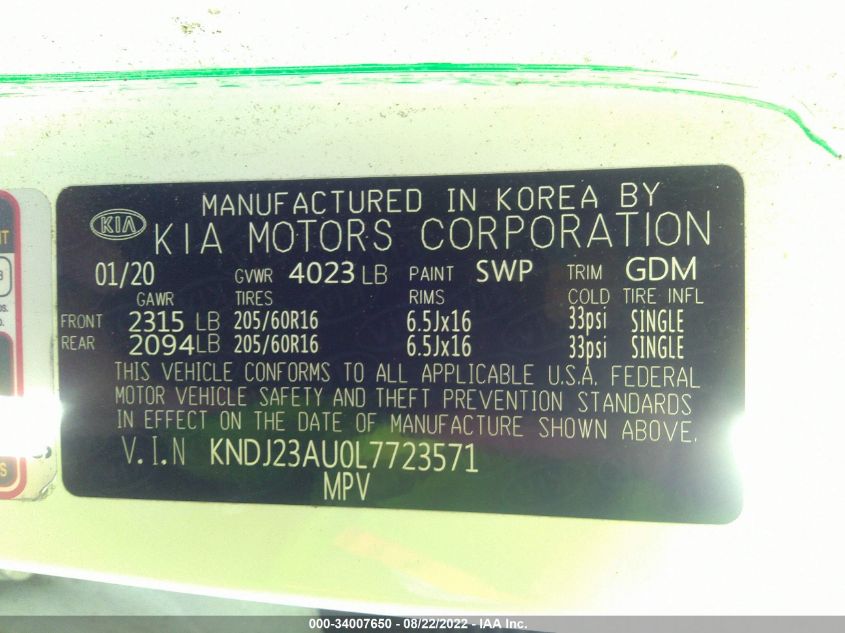 MANUFACTURED IN KOREA BY
KIA KIA MOTORS CORPORATION
01/20 GVWR 4023 LB PAINT SWP TRIM GDM
GAWR TIRES RIMS COLD TIRE INFL
FRONT 2315 LB 205/60R16 6.5Jx16 33psi SINGLE
REAR 2094LB 205/60R16 6.5Jx16 33psi SINGLE
THIS VEHICLE CONFORMS TO ALL APPLICABLE U.S.A. FEDERAL
MOTOR VEHICLE SAFETY AND THEFT PREVENTION STANDARDS
IN EFFECT ON THE DATE OF MANUFACTURE SHOWN ABOVE.
V.I.N KNDJ23AU0L7723571
MPV
000-34007650 - 08/22/2022 - IAA Inc.